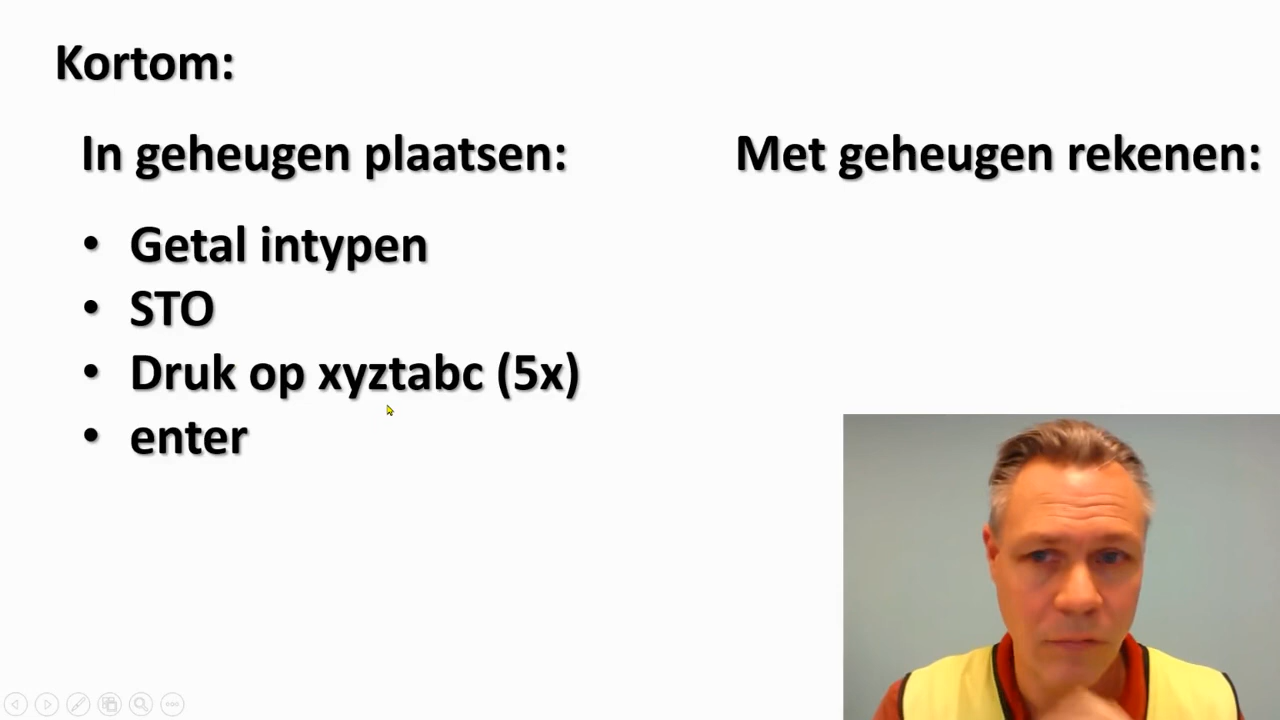 Kortom:
In geheugen plaatsen:
• Getal intypen
• STO
• Druk op xyztabc (5x)
• enter
Met geheugen rekenen: